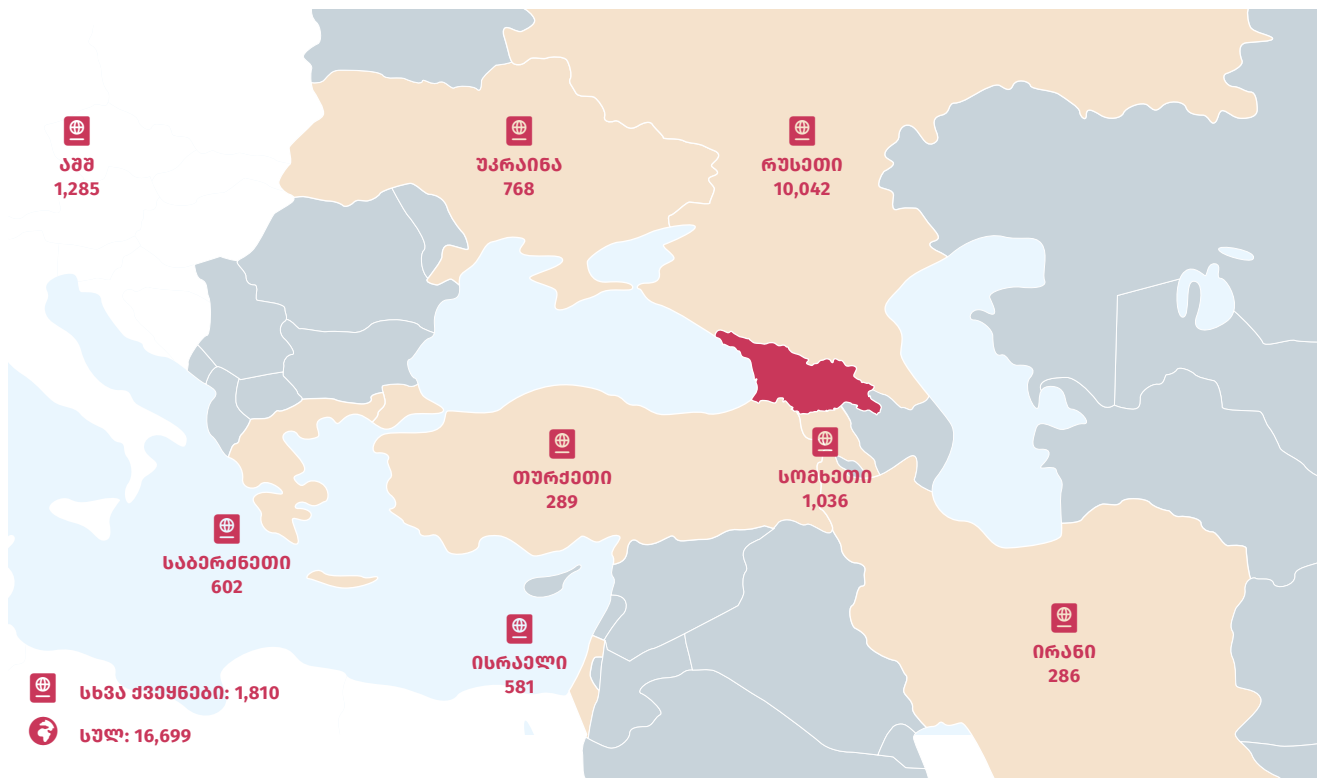 აშშ
1,285
უკრაინა
768
რუსეთი
10,042
თურქეთი
289
სომხეთი
1,036
საბერძნეთი
602
ისრაელი
581
ირანი
286
სხვა ქვეყნები: 1,810
სულ: 16,699